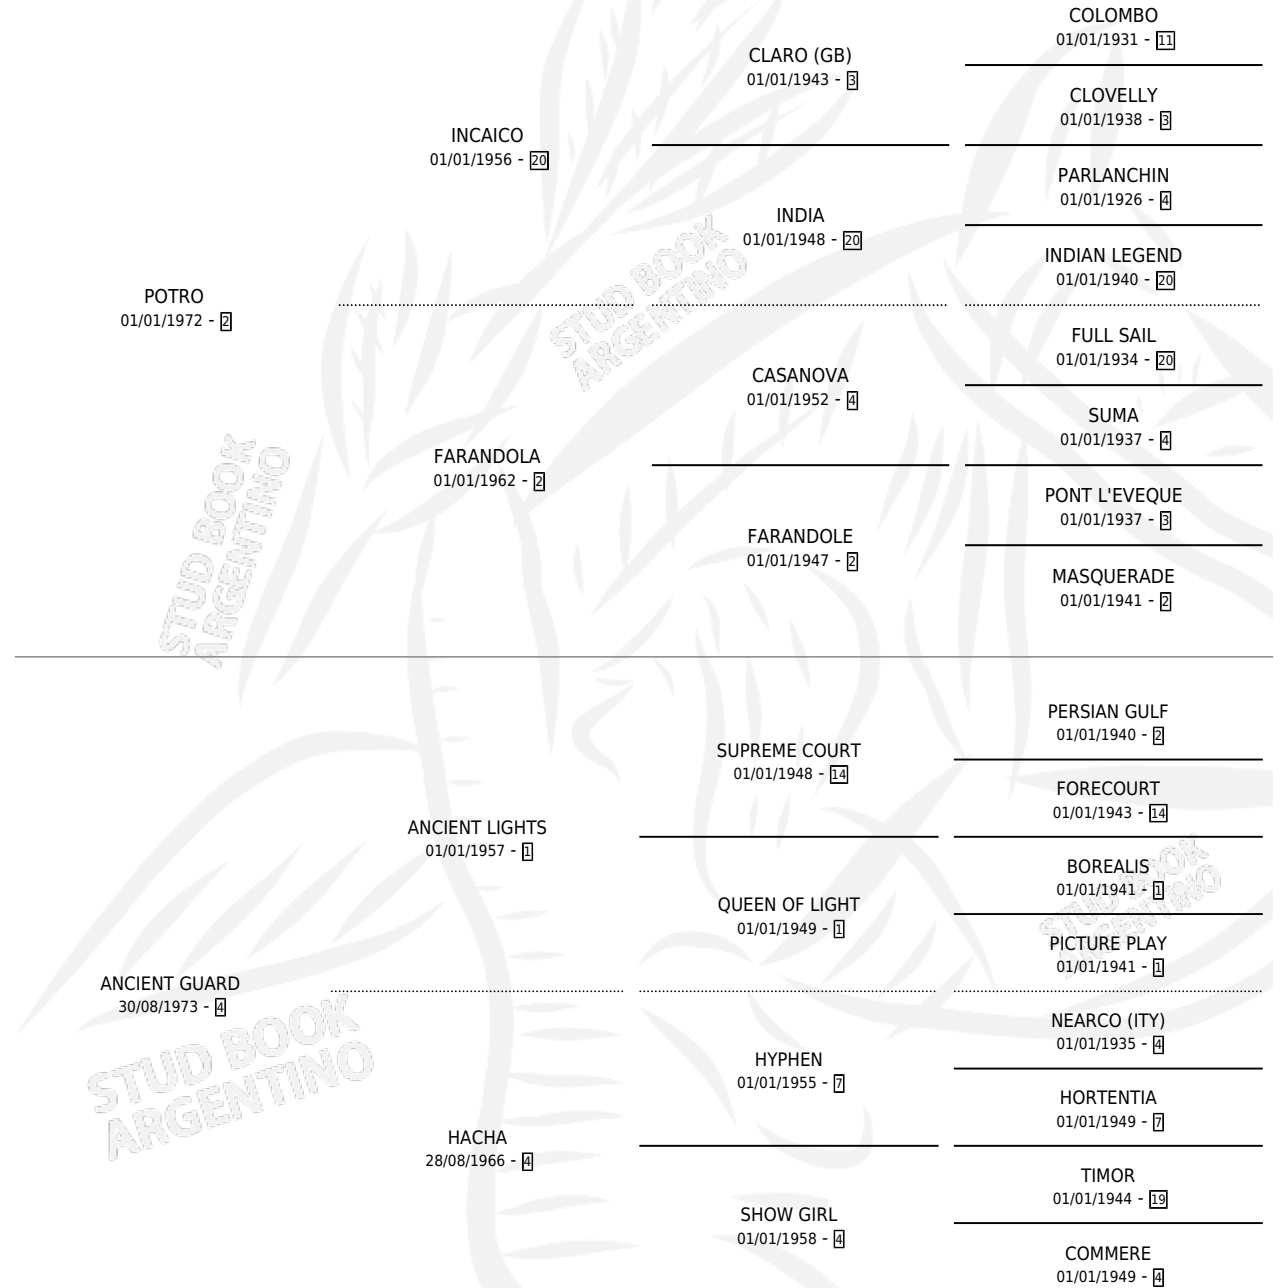 COLOMBO
01/01/1931 - 11
CLARO (GB)
01/01/1943 - 3
CLOVELLY
01/01/1938 - 3
INCAICO
01/01/1956 - 20
PARLANCHIN
01/01/1926 - 4
INDIA
01/01/1948 - 20
INDIAN LEGEND
01/01/1940 - 20
POTRO
01/01/1972 - 2
FULL SAIL
01/01/1934 - 20
CASANOVA
01/01/1952 - 4
SUMA
01/01/1937 - 4
FARANDOLA
01/01/1962 - 2
PONT L'EVEQUE
01/01/1937 - 3
FARANDOLE
01/01/1947 - 2
MASQUERADE
01/01/1941 - 2
STUD BOOK
ARGENTINO
STUD BOOK
ARGENTINO
PERSIAN GULF
01/01/1940 - 2
SUPREME COURT
01/01/1948 - 14
FORECOURT
01/01/1943 - 14
ANCIENT LIGHTS
01/01/1957 - 1
BOREALIS
01/01/1941 - 1
QUEEN OF LIGHT
01/01/1949 - 1
PICTURE PLAY
01/01/1941 - 1
STUD BOOK
ARGENTINO
ANCIENT GUARD
30/08/1973 - 4
NEARCO (ITY)
01/01/1935 - 4
HYPHEN
01/01/1955 - 7
HORTENTIA
01/01/1949 - 7
STUD BOOK
ARGENTINO
HACHA
28/08/1966 - 4
TIMOR
01/01/1944 - 19
SHOW GIRL
01/01/1958 - 4
COMMERE
01/01/1949 - 4